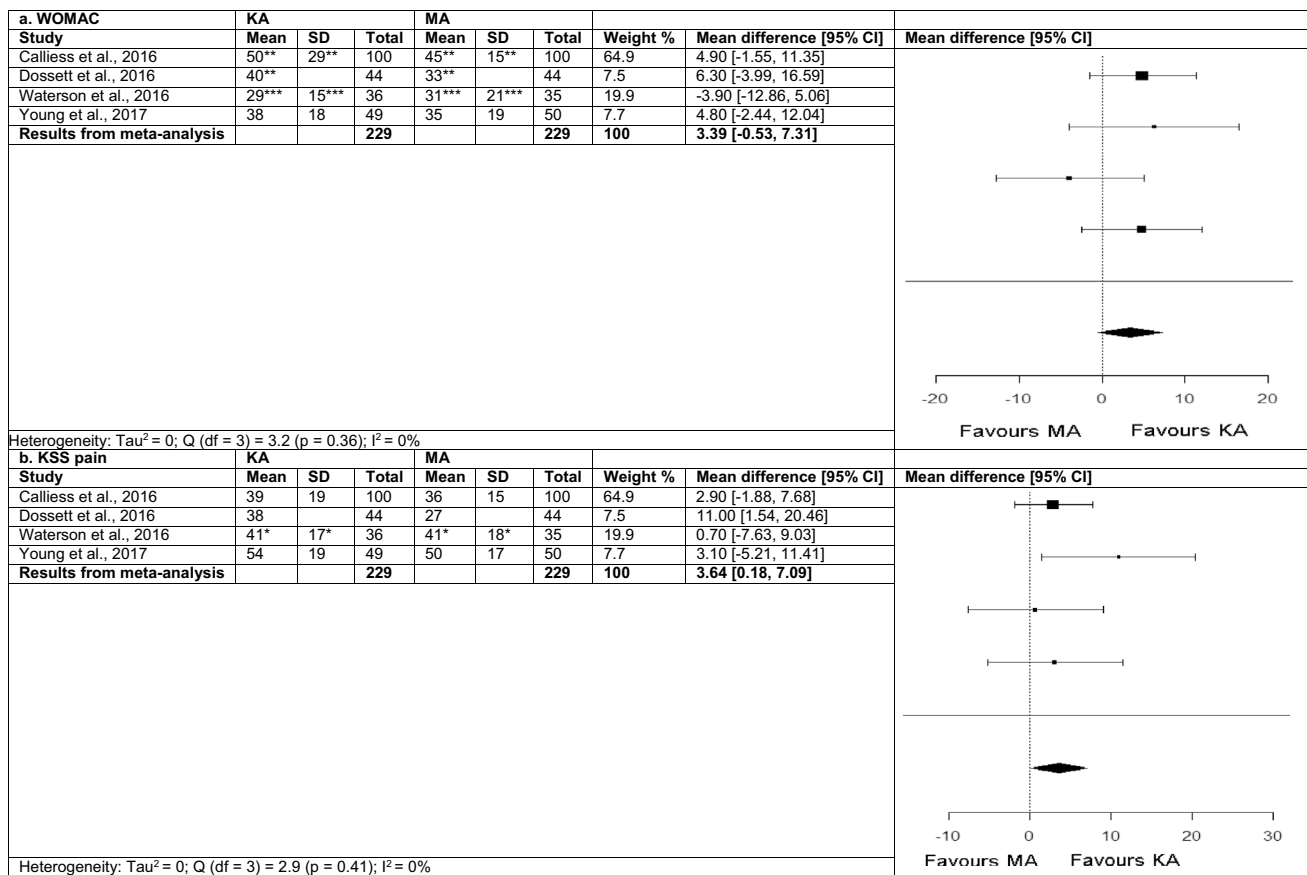 a. WOMAC KA MA
Study Mean SD Total Mean SD Total Weight % Mean difference [95% CI] Mean difference [95% CI]
Calliess et al., 2016 50** 29** 100 45** 15** 100 64.9 4.90 [-1.55, 11.35]
Dossett et al., 2016 40** 44 33** 44 7.5 6.30 [-3.99, 16.59]
Waterson et al., 2016 29*** 15*** 36 31*** 21*** 35 19.9 -3.90 [-12.86, 5.06]
Young et al., 2017 38 18 49 35 19 50 7.7 4.80 [-2.44, 12.04]
Results from meta-analysis 229 229 100 3.39 [-0.53, 7.31]
-20 -10 0 10 20
Favours MA Favours KA
Heterogeneity: Tau² = 0; Q (df = 3) = 3.2 (p = 0.36); I² = 0%
b. KSS pain KA MA
Study Mean SD Total Mean SD Total Weight % Mean difference [95% CI] Mean difference [95% CI]
Calliess et al., 2016 39 19 100 36 15 100 64.9 2.90 [-1.88, 7.68]
Dossett et al., 2016 38 44 27 44 7.5 11.00 [1.54, 20.46]
Waterson et al., 2016 41* 17* 36 41* 18* 35 19.9 0.70 [-7.63, 9.03]
Young et al., 2017 54 19 49 50 17 50 7.7 3.10 [-5.21, 11.41]
Results from meta-analysis 229 229 100 3.64 [0.18, 7.09]
-10 0 10 20 30
Favours MA Favours KA
Heterogeneity: Tau² = 0; Q (df = 3) = 2.9 (p = 0.41); I² = 0%